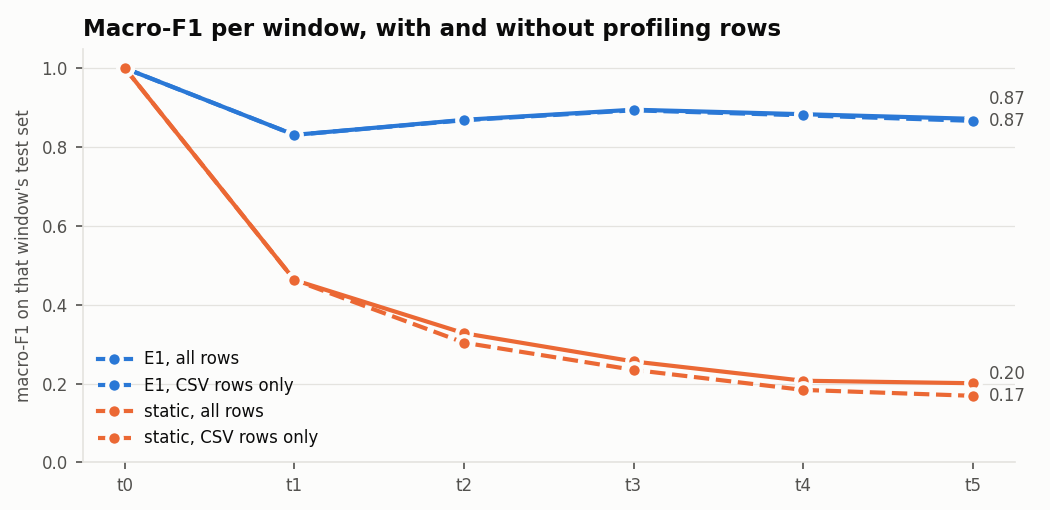 Macro-F1 per window, with and without profiling rows
macro-F1 on that window's test set
1.0
0.8
0.6
0.4
0.2
0.0
0.87
0.87
0.20
0.17
E1, all rows
E1, CSV rows only
static, all rows
static, CSV rows only
t0
t1
t2
t3
t4
t5